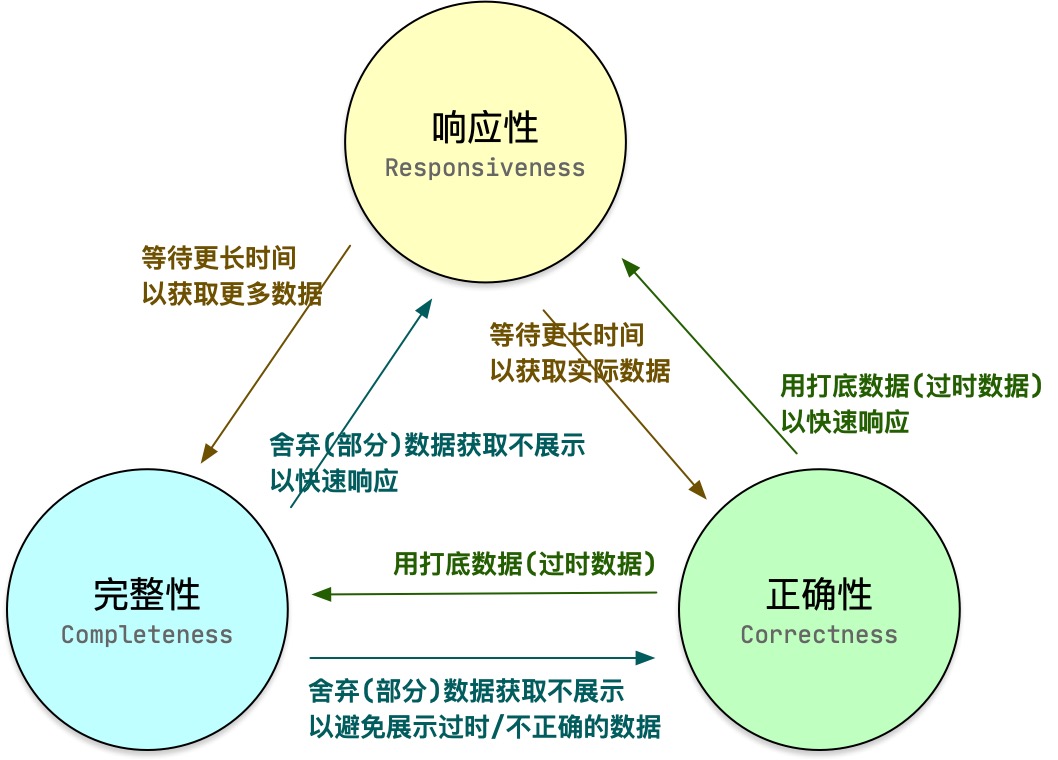 响应性
Responsiveness
等待更长时间
以获取更多数据
等待更长时间
以获取实际数据
用打底数据(过时数据)
以快速响应
舍弃(部分)数据获取不展示
以快速响应
用打底数据(过时数据)
完整性
Completeness
正确性
Correctness
舍弃(部分)数据获取不展示
以避免展示过时/不正确的数据